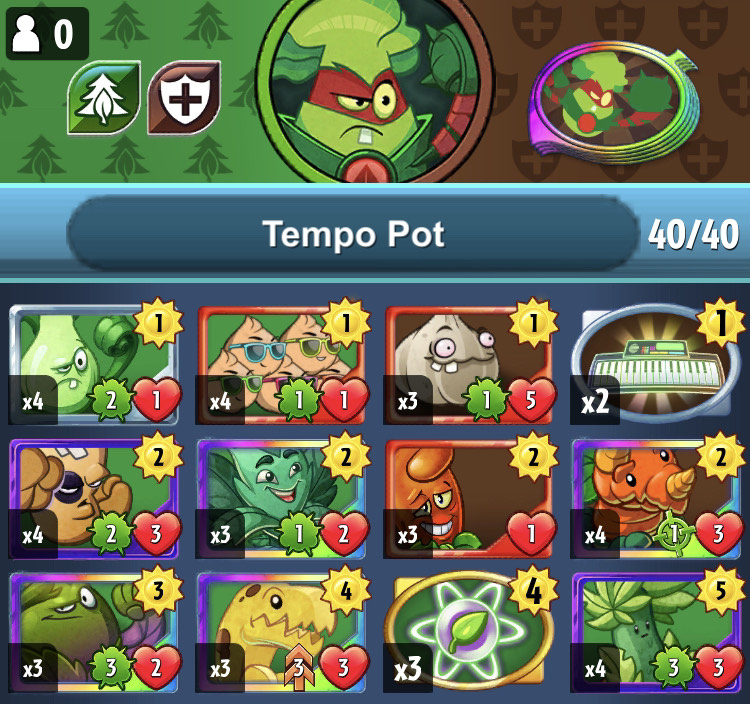 0
Tempo Pot 40/40
1 1 1 1
x4 2 1 x4 1 1 x3 1 5 x2
2 2 2 2
x4 2 3 x3 1 2 x3 1 x4 1 3
3 4 4 5
x3 3 2 x3 3 3 x3 x4 3 3